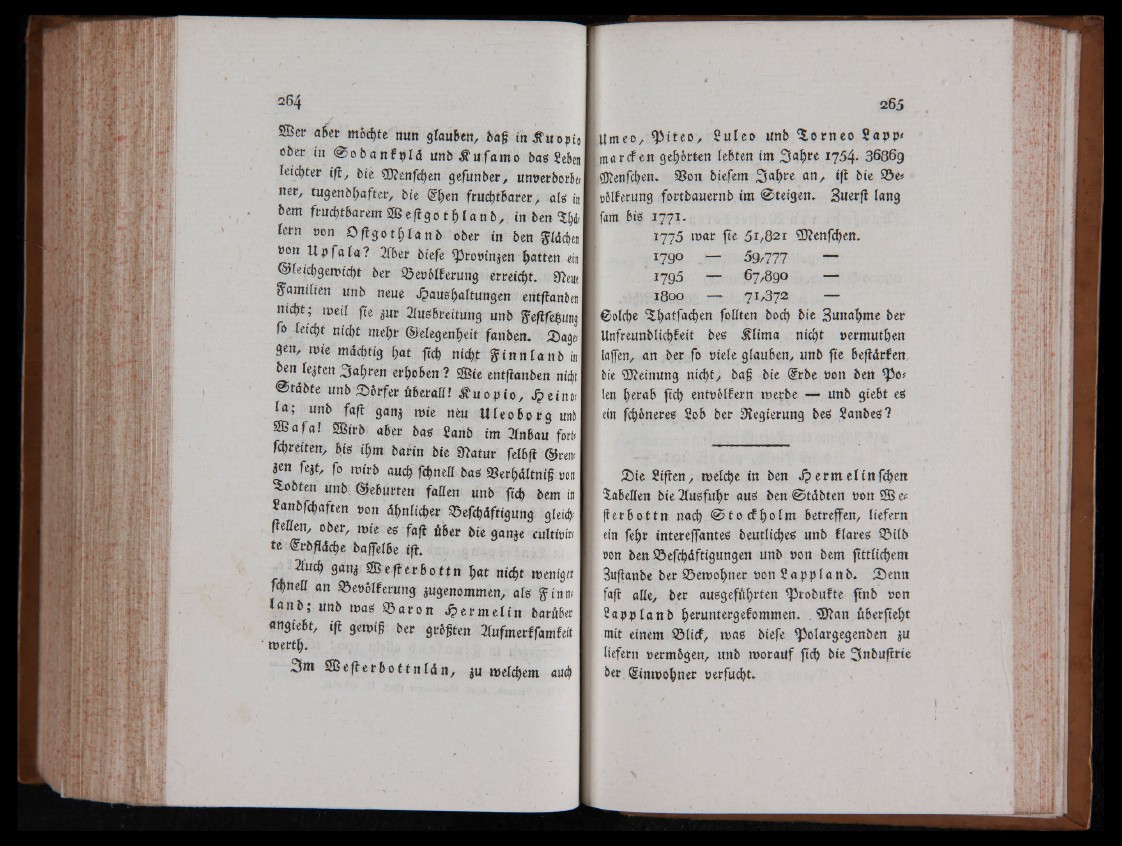 264
Wer aber möchte nun glauben, daß in Kuopio
oder in Sodankylä und Kusamo das Leben
leichter ist, die Menschen gesunder, unverdorbe-
ner, tugendhafter, die Ehen fruchtbarer, als in
dem fruchtbarem Westgothland, in den Thä-
lern von Ostgothland oder in den Flächen
von Upsala? Aber diese Provinzen hatten ein
Gleichgewicht der Bevölkerung erreicht. Neue
Familien und neue Haushaltungen entstanden
nicht; weil sie zur Ausbreitung und Festsetzung
so leicht nicht mehr Gelegenheit fanden. Dage-
gen, wie mächtig hat sich nicht Finnland in
den lezten Jahren erhoben? Wie entstanden nicht
Städte und Dörfer überall! Kuopio, Heino-
la; und fast ganz wie neu Uleoborg und
Wasa! Wird aber das Land im Anbau fort-
schreiten, bis ihm darin die Natur selbst Gren-
zen sezt, so wird auch schnell das Verhältniß von
Todten und Geburten fallen und sich dem in
Landschaften von ähnlicher Beschäftigung gleich-
stellen, oder, wie es fast über die ganze cultivir-
te Erdfläche dasselbe ist.
Auch ganz Westerbottn hat nicht weniger
schnell an Bevölkerung zugenommen, als Finn-
land; und was Baron Hermelin darüber
angiebt, ist gewiß der größten Aufmerksamkeit
werth.
Im Westerbottnlän, zu welchem auch
265
Umeo, Piteo, Luleo und Torneo Lapp-
marcken gehörten lebten im Jahre 1754. 36869
Menschen. Von diesem Jahre an, ist die Be-
völkerung fortdauernd im Steigen. Zuerst lang
sam bis 1771.
1775 war sie 51,821 Menschen.
1790 — 59,777 —
1795 — 67,890 —
1800 — 71,372 —
Solche Thatsachen sollten doch die Zunahme der
Unfreundlichkeit des Klima nicht vermuthen
lassen, an der so viele glauben, und sie bestärken
die Meinung nicht, daß die Erde von den Po-
len herab sich entvölkern werde — und giebt es
ein schöneres Lob der Regierung des Landes?
Die Listen, welche in den Hermelinschen
Tabellen die Ausfuhr aus den Städten von We-
sterbottn nach Stockholm betreffen, liefern
ein sehr interessantes deutliches und klares Bild
von den Beschäftigungen und von dem sittlichem
Zustande der Bewohner von Lappland. Denn
fast alle, der ausgeführten Produkte sind von
Lappland heruntergekommen. Man übersieht
mit einem Blick, was diese Polargegenden zu
liefern vermögen, und worauf sich die Industrie
der Einwohner versucht.